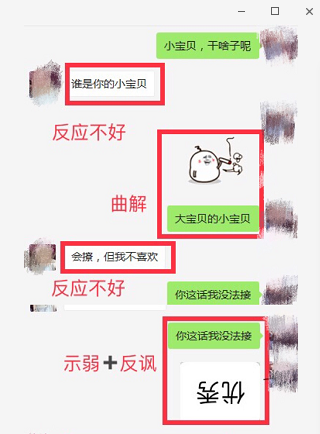 小宝贝，干啥子呢
谁是你的小宝贝
反应不好
曲解
大宝贝的小宝贝
会撩，但我不喜欢
反应不好
你这话我没法接
你这话我没法接
示弱➕反讽
优秀